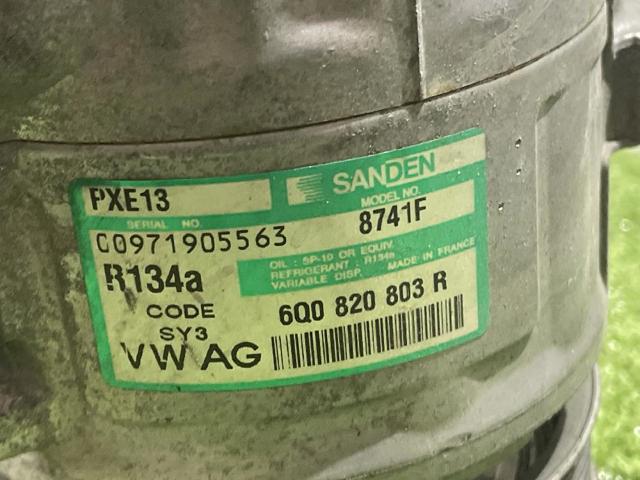 PXE13
SANDEN
SERIAL NO.
MODEL NO.
C0971905563
8741F
R134a
OIL : SP-10 OR EQUIV.
REFRIGERANT : R134a
VARIABLE DISP. MADE IN FRANCE
CODE
6Q0 820 803 R
SY3
VW AG